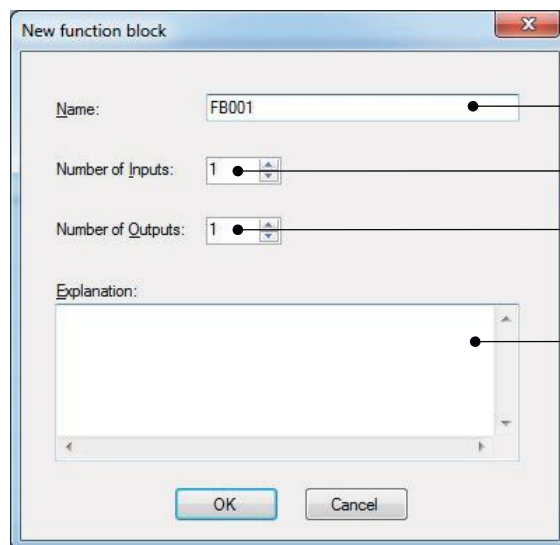 New function block
Name: FB001
Number of Inputs: 1
Number of Outputs: 1
Explanation:
OK Cancel